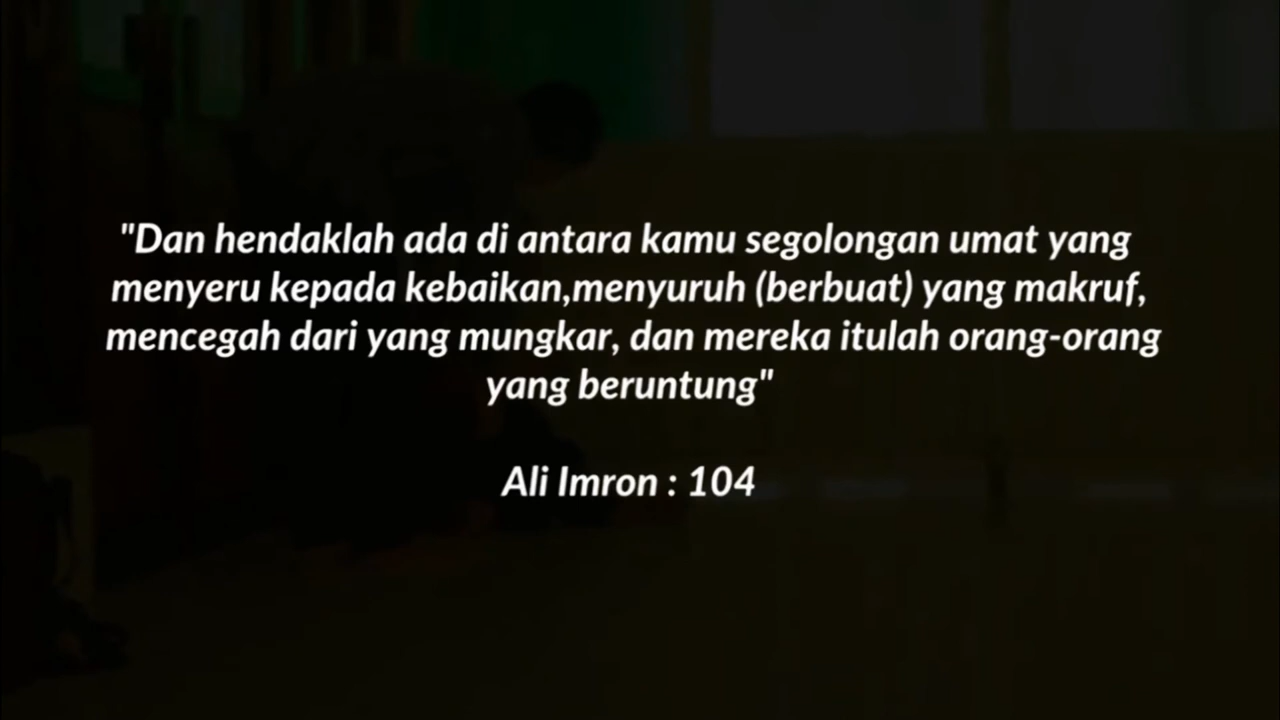 "Dan hendaklah ada di antara kamu segolongan umat yang
menyeru kepada kebaikan,menyuruh (berbuat) yang makruf,
mencegah dari yang mungkar, dan mereka itulah orang-orang
yang beruntung"
Ali Imron : 104